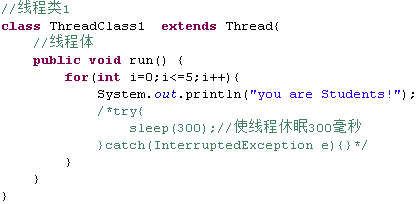 //线程类1
class ThreadClass1  extends Thread{
    //线程体
    public void run() {
        for(int i=0;i<=5;i++){
            System.out.println("you are Students!");
            /*try{
                sleep(300);//使线程休眠300毫秒
            }catch(InterruptedException e){}*/
        }
    }
}